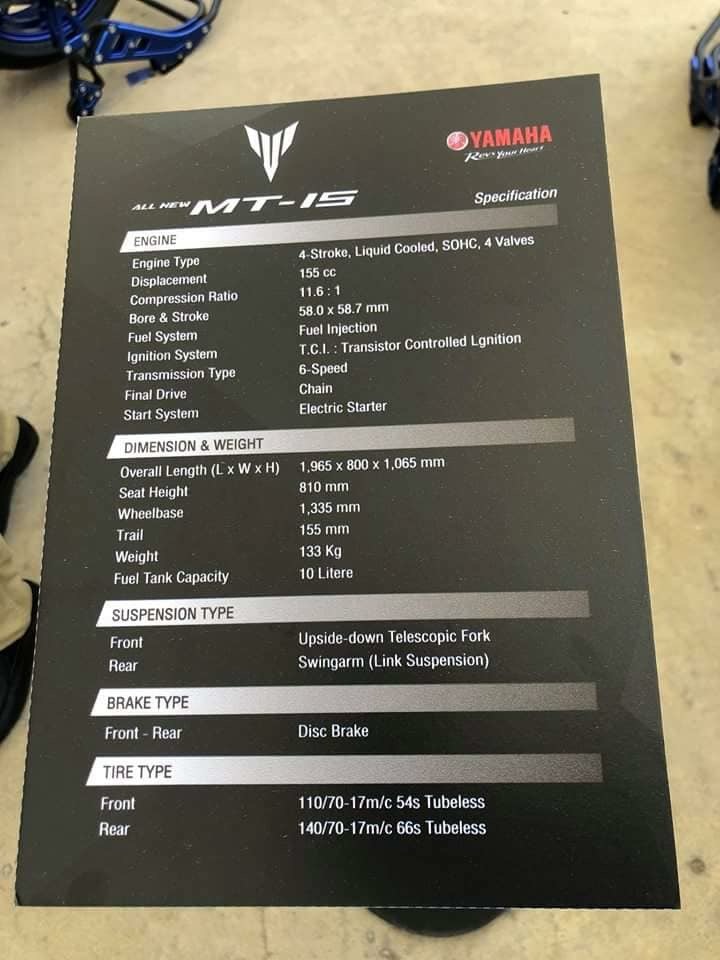 YAMAHA
Revs Your Heart
ALL NEW MT-15
Specification
ENGINE
Engine Type 4-Stroke, Liquid Cooled, SOHC, 4 Valves
Displacement 155 cc
Compression Ratio 11.6 : 1
Bore & Stroke 58.0 x 58.7 mm
Fuel System Fuel Injection
Ignition System T.C.I. : Transistor Controlled Lgnition
Transmission Type 6-Speed
Final Drive Chain
Start System Electric Starter
DIMENSION & WEIGHT
Overall Length (L x W x H) 1,965 x 800 x 1,065 mm
Seat Height 810 mm
Wheelbase 1,335 mm
Trail 155 mm
Weight 133 Kg
Fuel Tank Capacity 10 Litere
SUSPENSION TYPE
Front Upside-down Telescopic Fork
Rear Swingarm (Link Suspension)
BRAKE TYPE
Front - Rear Disc Brake
TIRE TYPE
Front 110/70-17m/c 54s Tubeless
Rear 140/70-17m/c 66s Tubeless